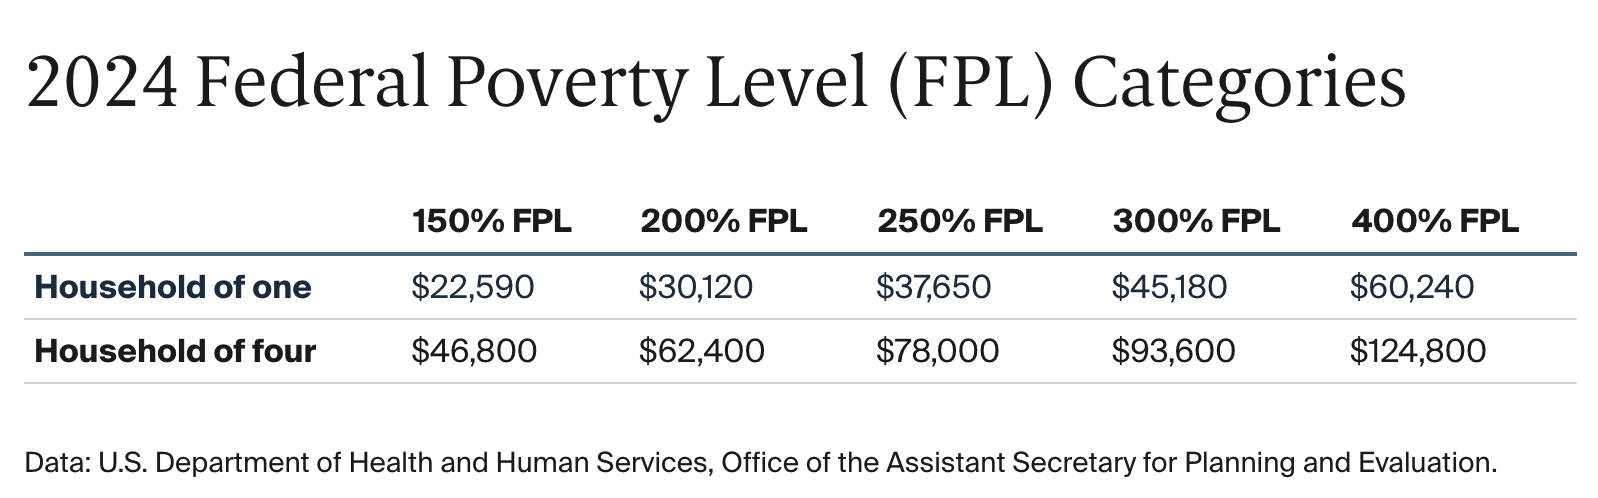 2024 Federal Poverty Level (FPL) Categories
150% FPL 200% FPL 250% FPL 300% FPL 400% FPL
Household of one $22,590 $30,120 $37,650 $45,180 $60,240
Household of four $46,800 $62,400 $78,000 $93,600 $124,800
Data: U.S. Department of Health and Human Services, Office of the Assistant Secretary for Planning and Evaluation.